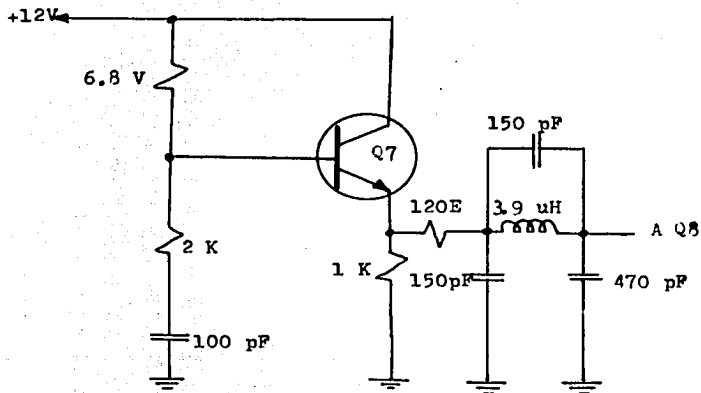 +12V
6.8 V
150 pF
Q7
120E
3.9 uH
A Q8
2 K
1 K
150pF
470 pF
100 pF